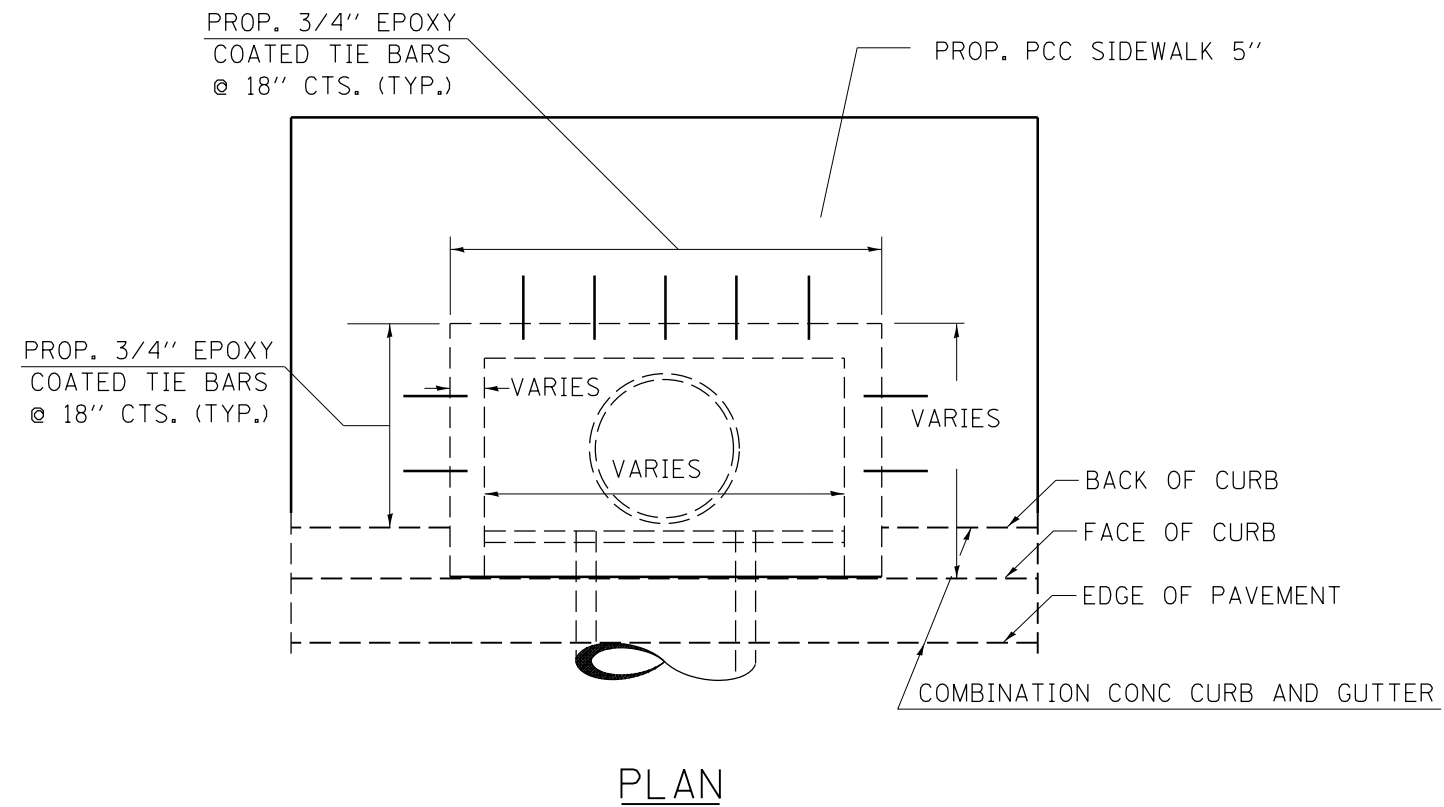 PROP. 3/4" EPOXY
COATED TIE BARS
@ 18" CTS. (TYP.)
PROP. PCC SIDEWALK 5"
PROP. 3/4" EPOXY
COATED TIE BARS
@ 18" CTS. (TYP.)
VARIES
VARIES
VARIES
BACK OF CURB
FACE OF CURB
EDGE OF PAVEMENT
COMBINATION CONC CURB AND GUTTER
PLAN